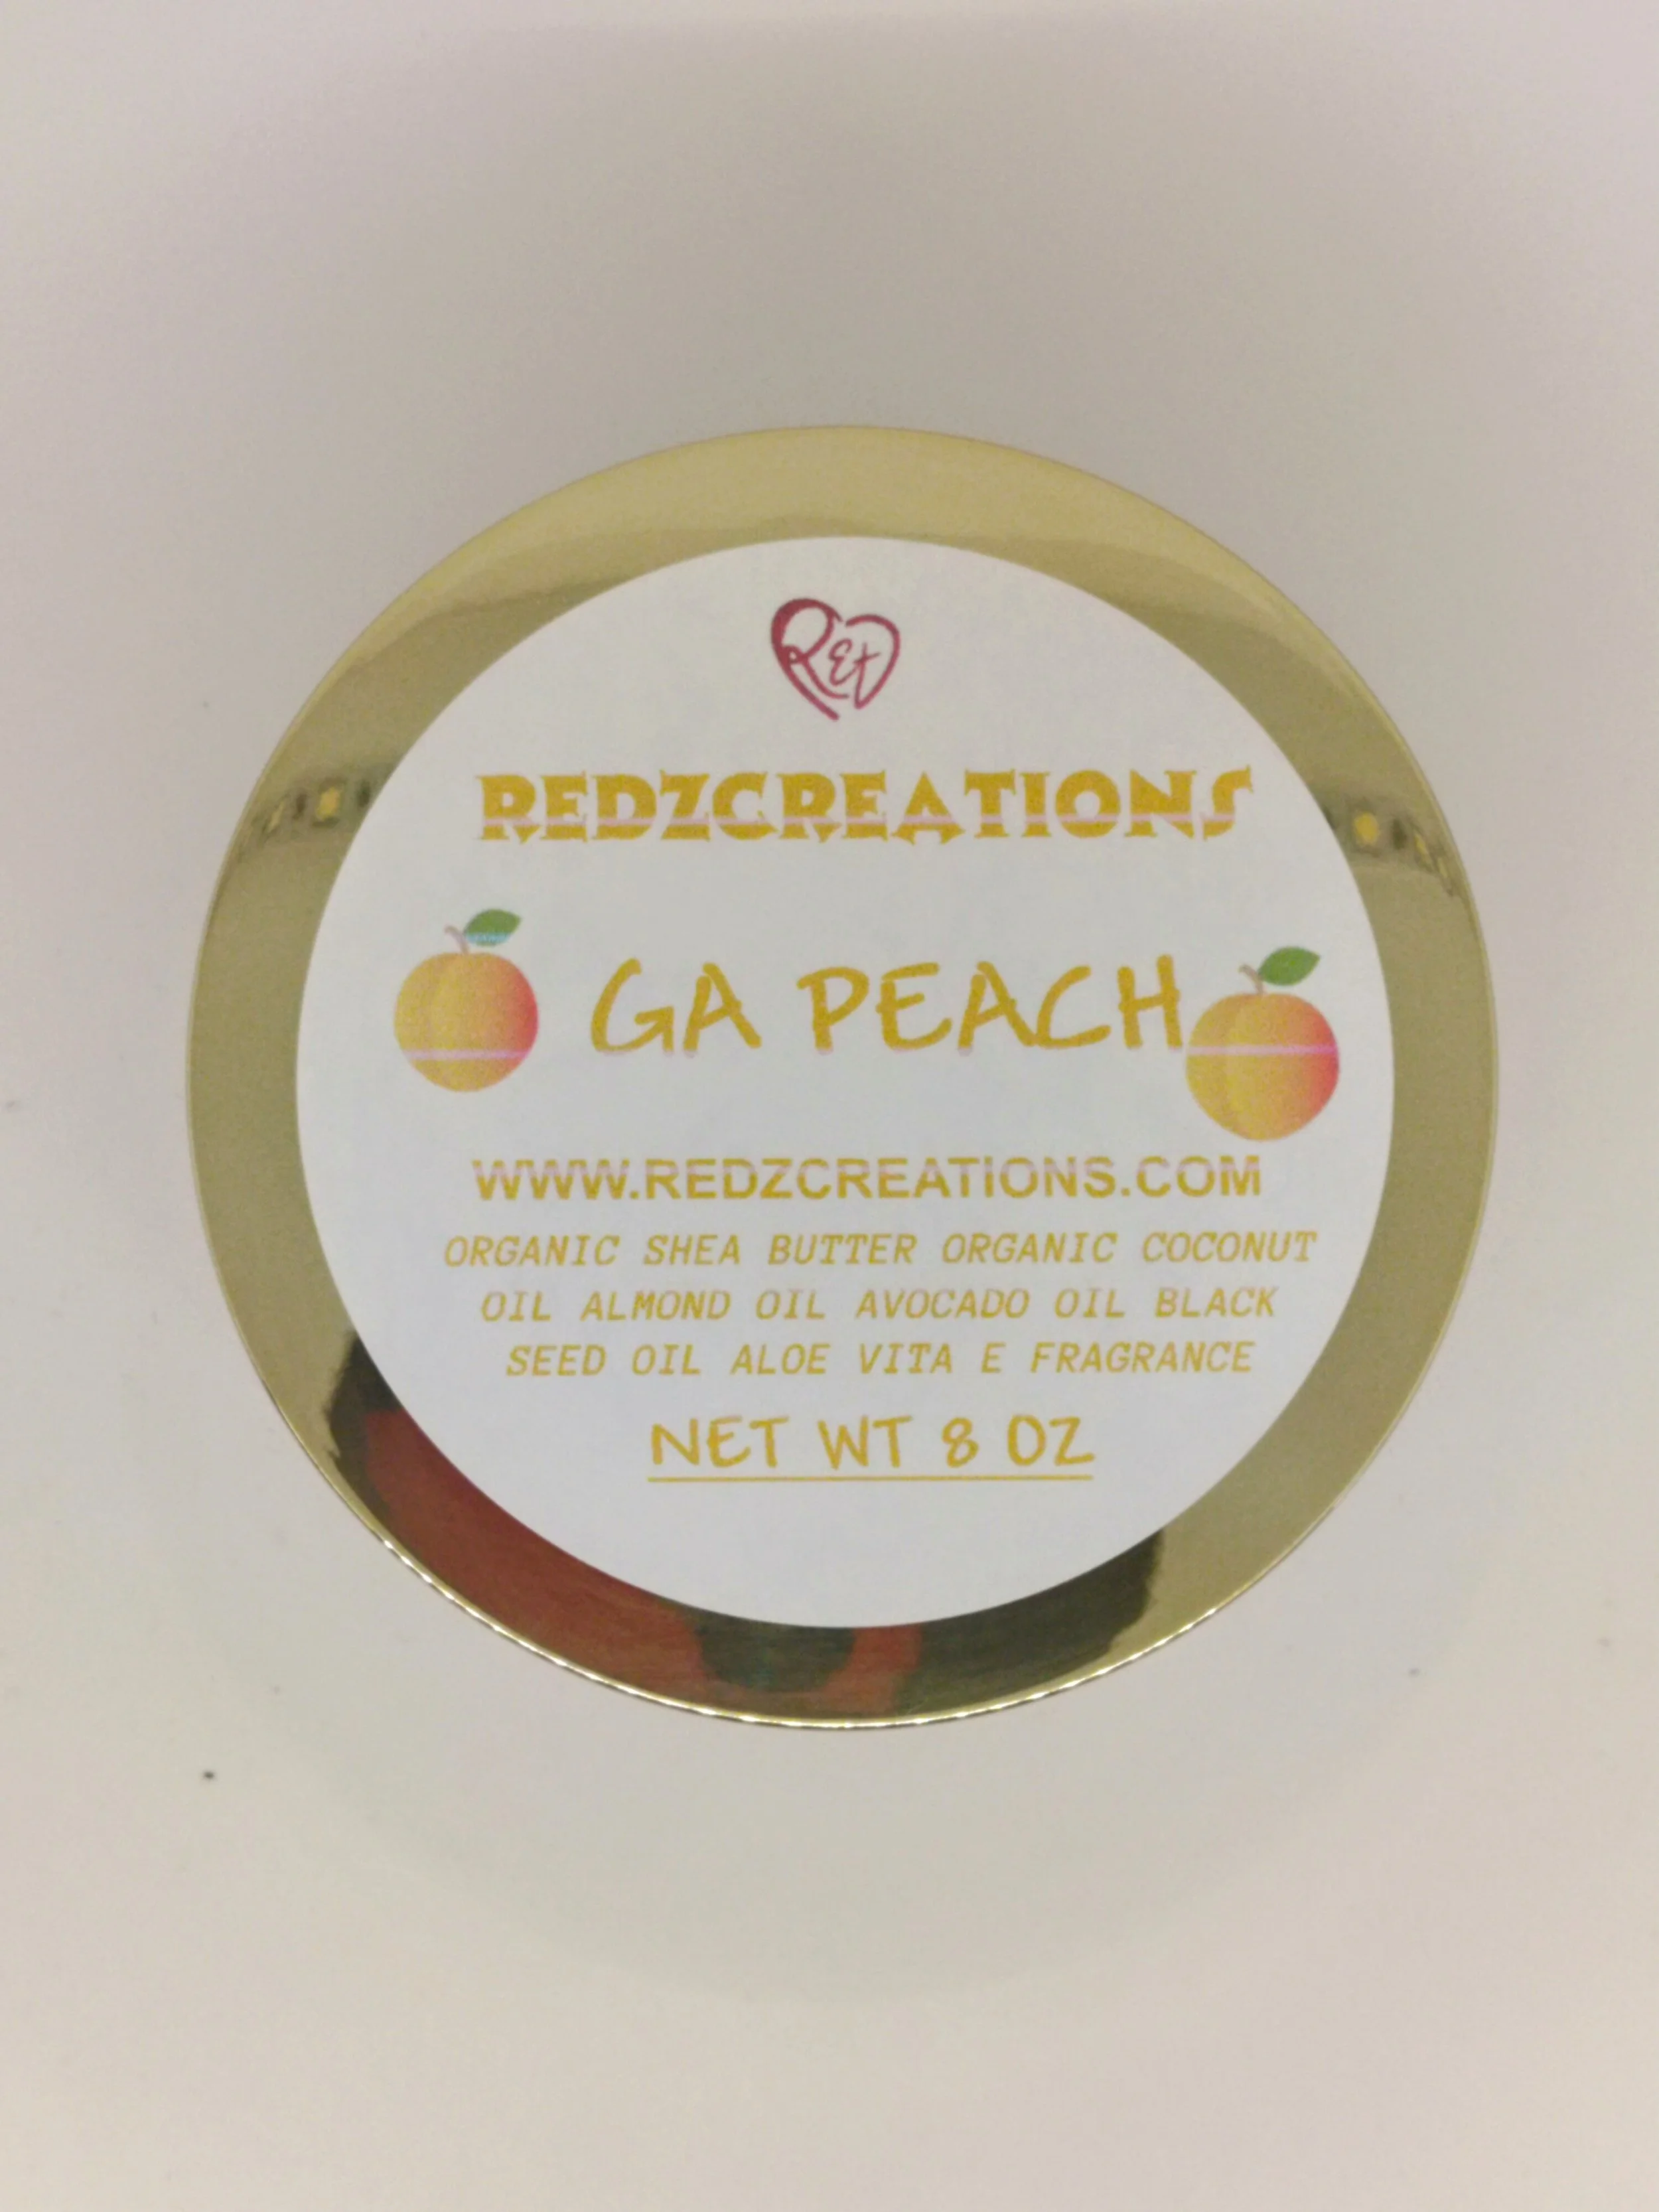 RED
REDZCREATIONS
GA PEACH
WWW.REDZCREATIONS.COM
ORGANIC SHEA BUTTER ORGANIC COCONUT
OIL ALMOND OIL AVOCADO OIL BLACK
SEED OIL ALOE VITA E FRAGRANCE
NET WT 8 OZ